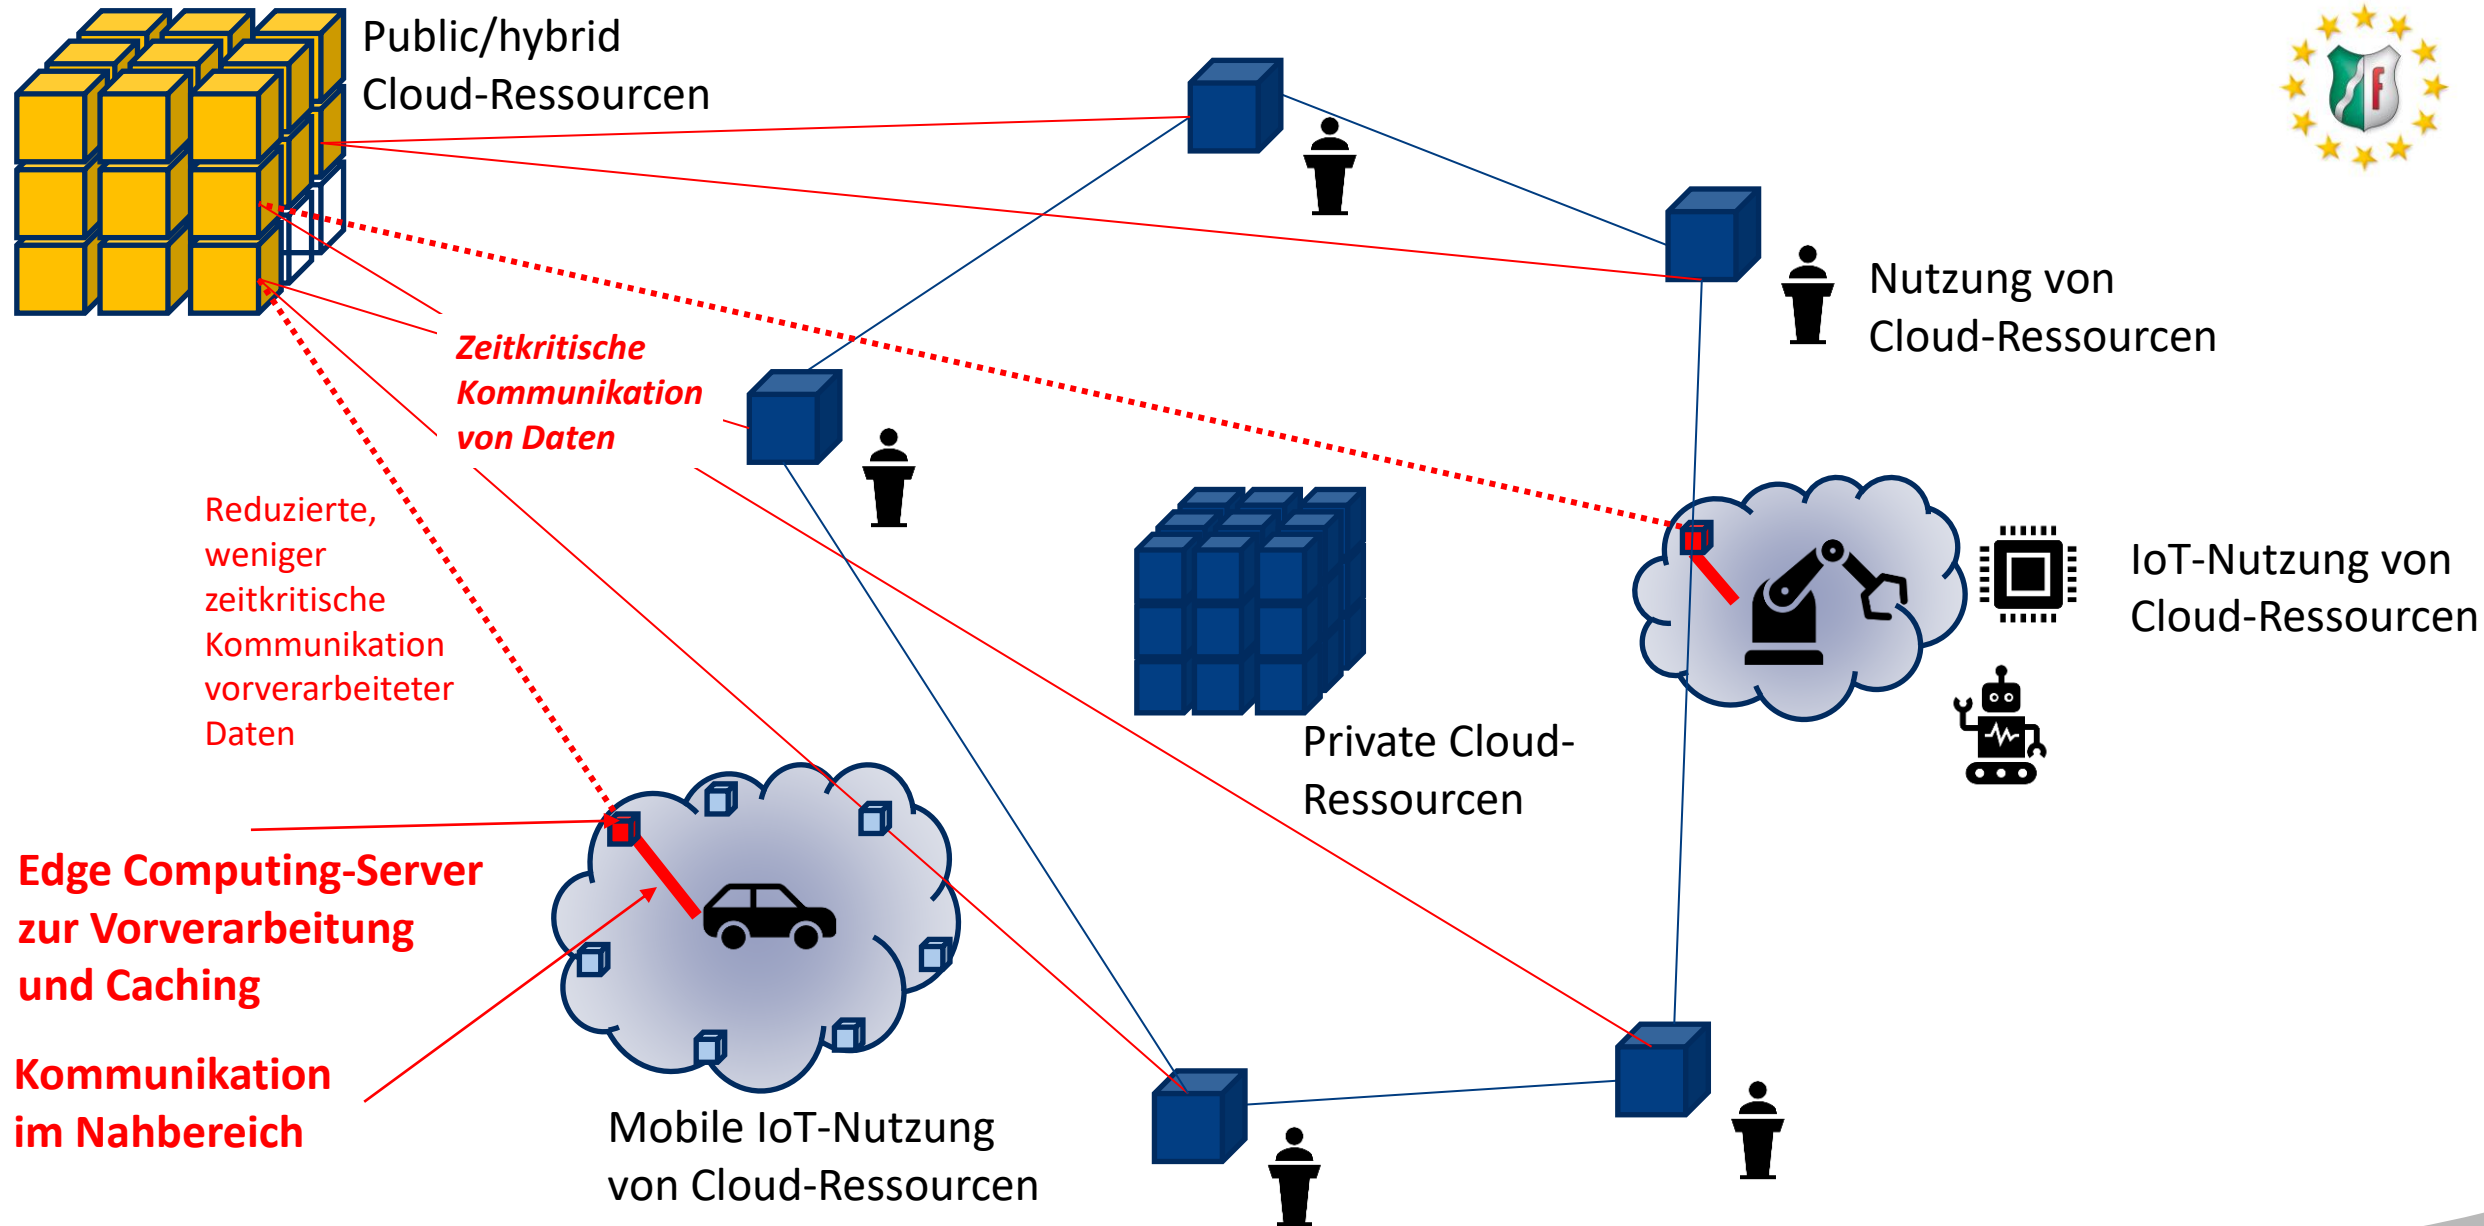 Public/hybrid
Cloud-Ressourcen
F
Nutzung von
Cloud-Ressourcen
Zeitkritische
Kommunikation
von Daten
Reduzierte,
weniger
zeitkritische
Kommunikation
vorverarbeiteter
Daten
IoT-Nutzung von
Cloud-Ressourcen
Private Cloud-
Ressourcen
Edge Computing-Server
zur Vorverarbeitung
und Caching
Kommunikation
im Nahbereich
Mobile IoT-Nutzung
von Cloud-Ressourcen